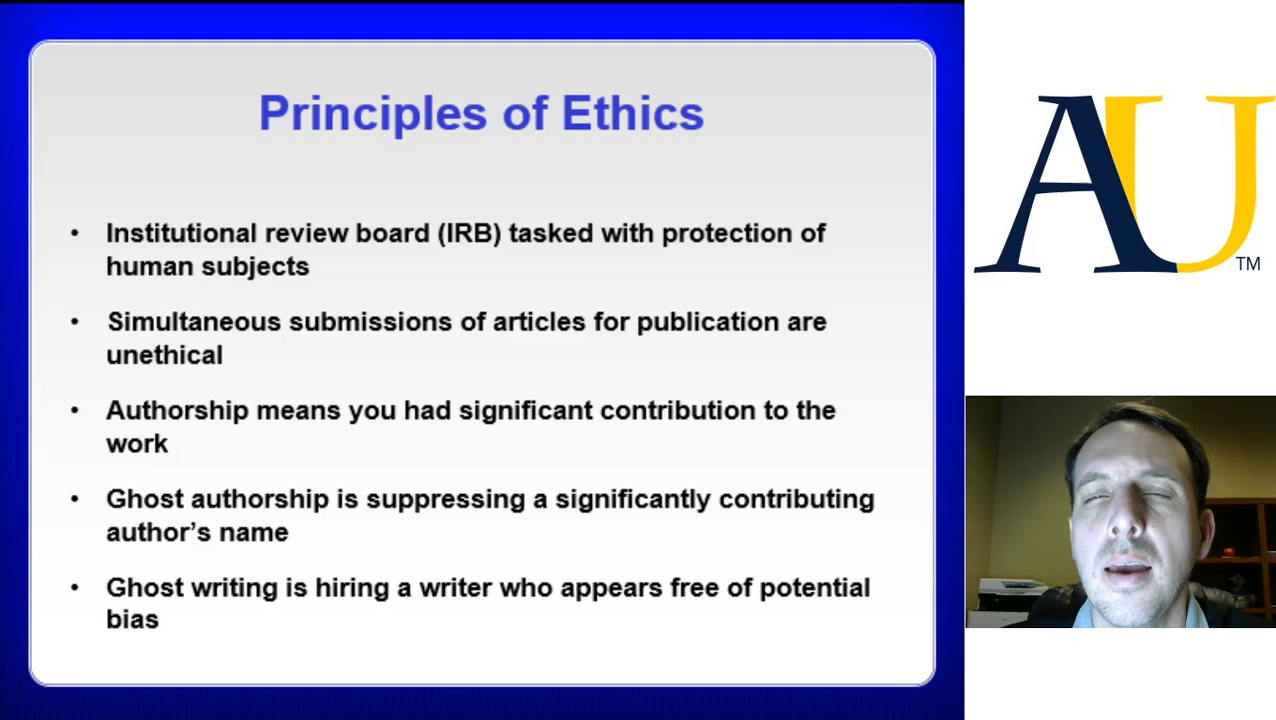 Principles of Ethics
• Institutional review board (IRB) tasked with protection of
human subjects
• Simultaneous submissions of articles for publication are
unethical
• Authorship means you had significant contribution to the
work
• Ghost authorship is suppressing a significantly contributing
author’s name
• Ghost writing is hiring a writer who appears free of potential
bias
AU
TM